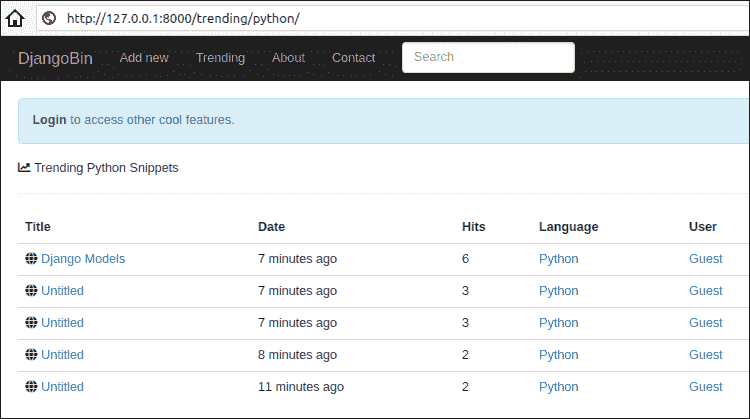 http://127.0.0.1:8000/trending/python/
DjangoBin Add new Trending About Contact Search
Login to access other cool features.
Trending Python Snippets
Title Date Hits Language User
Django Models 7 minutes ago 6 Python Guest
Untitled 7 minutes ago 3 Python Guest
Untitled 7 minutes ago 3 Python Guest
Untitled 8 minutes ago 2 Python Guest
Untitled 11 minutes ago 2 Python Guest